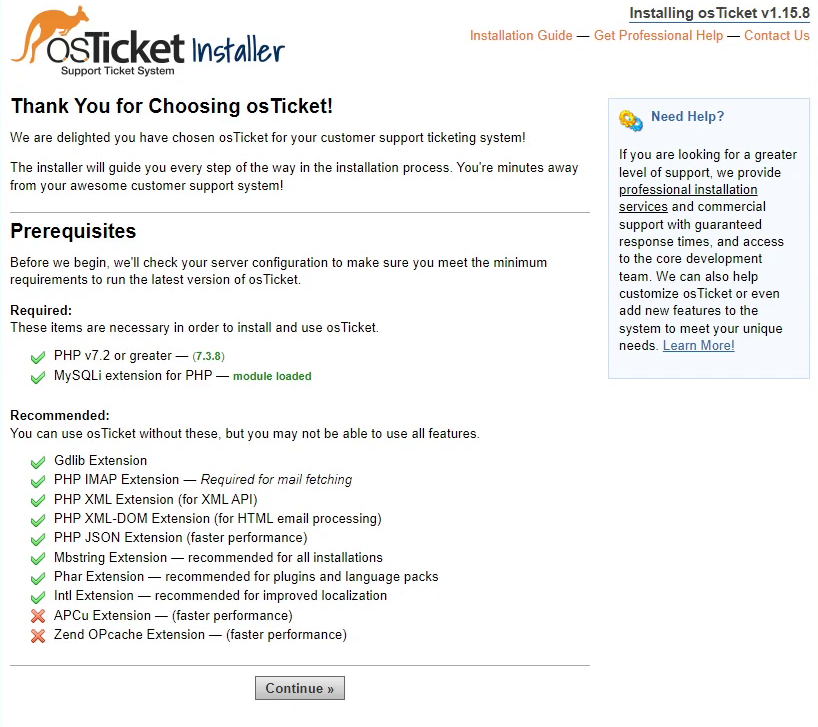 osTicket Installer
Support Ticket System
Installing osTicket v1.15.8
Installation Guide — Get Professional Help — Contact Us
Thank You for Choosing osTicket!
We are delighted you have chosen osTicket for your customer support ticketing system!
The installer will guide you every step of the way in the installation process. You're minutes away
from your awesome customer support system!
Prerequisites
Before we begin, we'll check your server configuration to make sure you meet the minimum
requirements to run the latest version of osTicket.
Required:
These items are necessary in order to install and use osTicket.
PHP v7.2 or greater — (7.3.8)
MySQLi extension for PHP — module loaded
Recommended:
You can use osTicket without these, but you may not be able to use all features.
Gdlib Extension
PHP IMAP Extension — Required for mail fetching
PHP XML Extension (for XML API)
PHP XML-DOM Extension (for HTML email processing)
PHP JSON Extension (faster performance)
Mbstring Extension — recommended for all installations
Phar Extension — recommended for plugins and language packs
Intl Extension — recommended for improved localization
APCu Extension — (faster performance)
Zend OPcache Extension — (faster performance)
Continue »
Need Help?
If you are looking for a greater
level of support, we provide
professional installation
services and commercial
support with guaranteed
response times, and access
to the core development
team. We can also help
customize osTicket or even
add new features to the
system to meet your unique
needs. Learn More!